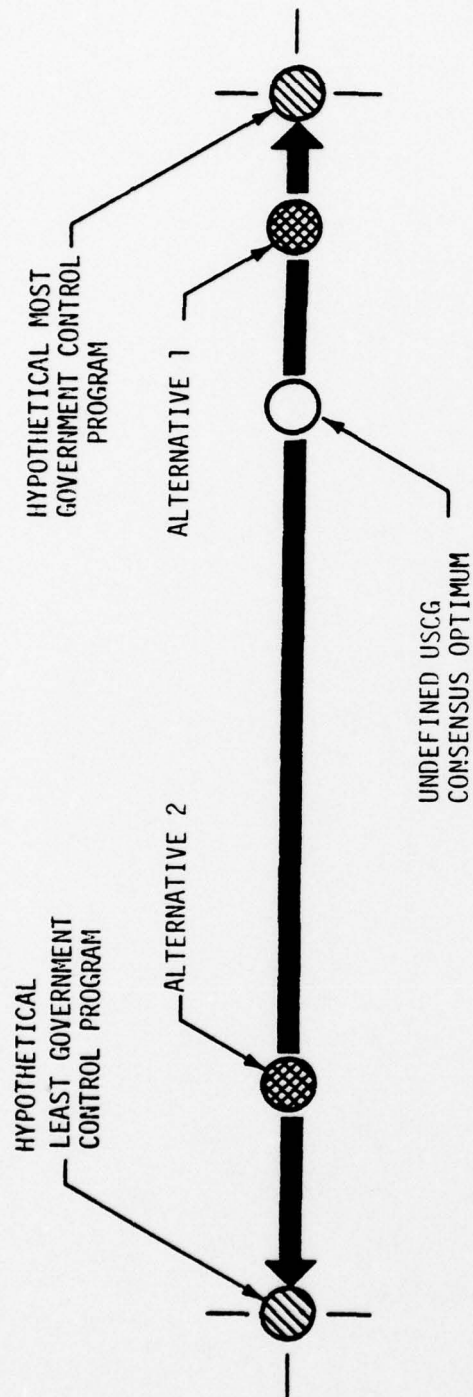 HYPOTHETICAL
LEAST GOVERNMENT
CONTROL PROGRAM
ALTERNATIVE 2
HYPOTHETICAL MOST
GOVERNMENT CONTROL
PROGRAM
ALTERNATIVE 1
UNDEFINED USCG
CONSENSUS OPTIMUM